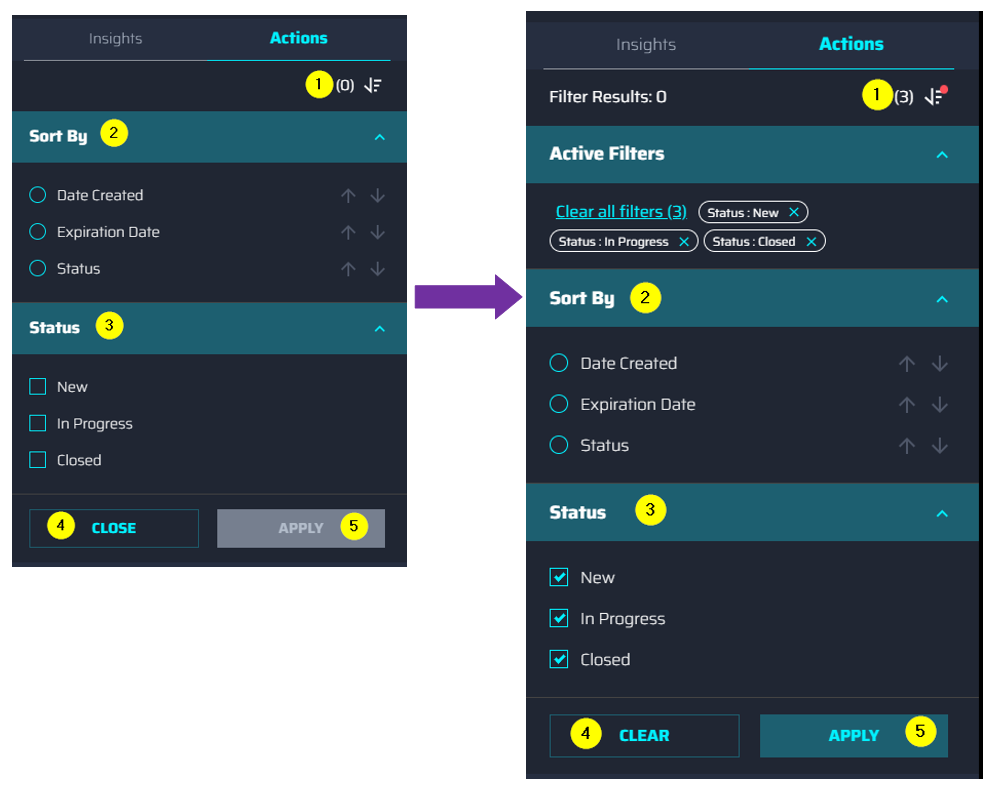 Insights Actions
1 (0)
Sort By 2
Date Created
Expiration Date
Status
Status 3
New
In Progress
Closed
4 CLOSE APPLY 5
Insights Actions
Filter Results: 0 1 (3)
Active Filters
Clear all filters (3) Status : New ×
Status : In Progress × Status : Closed ×
Sort By 2
Date Created
Expiration Date
Status
Status 3
New
In Progress
Closed
4 CLEAR APPLY 5